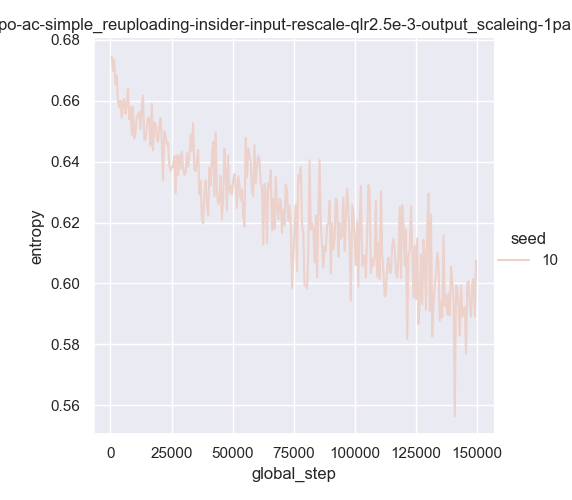 po-ac-simple_reuploading-insider-input-rescale-qlr2.5e-3-output_scaleing-1pa
0.68
0.66
0.64
0.62
0.60
0.58
0.56
entropy
seed
10
0 25000 50000 75000 100000 125000 150000
global_step